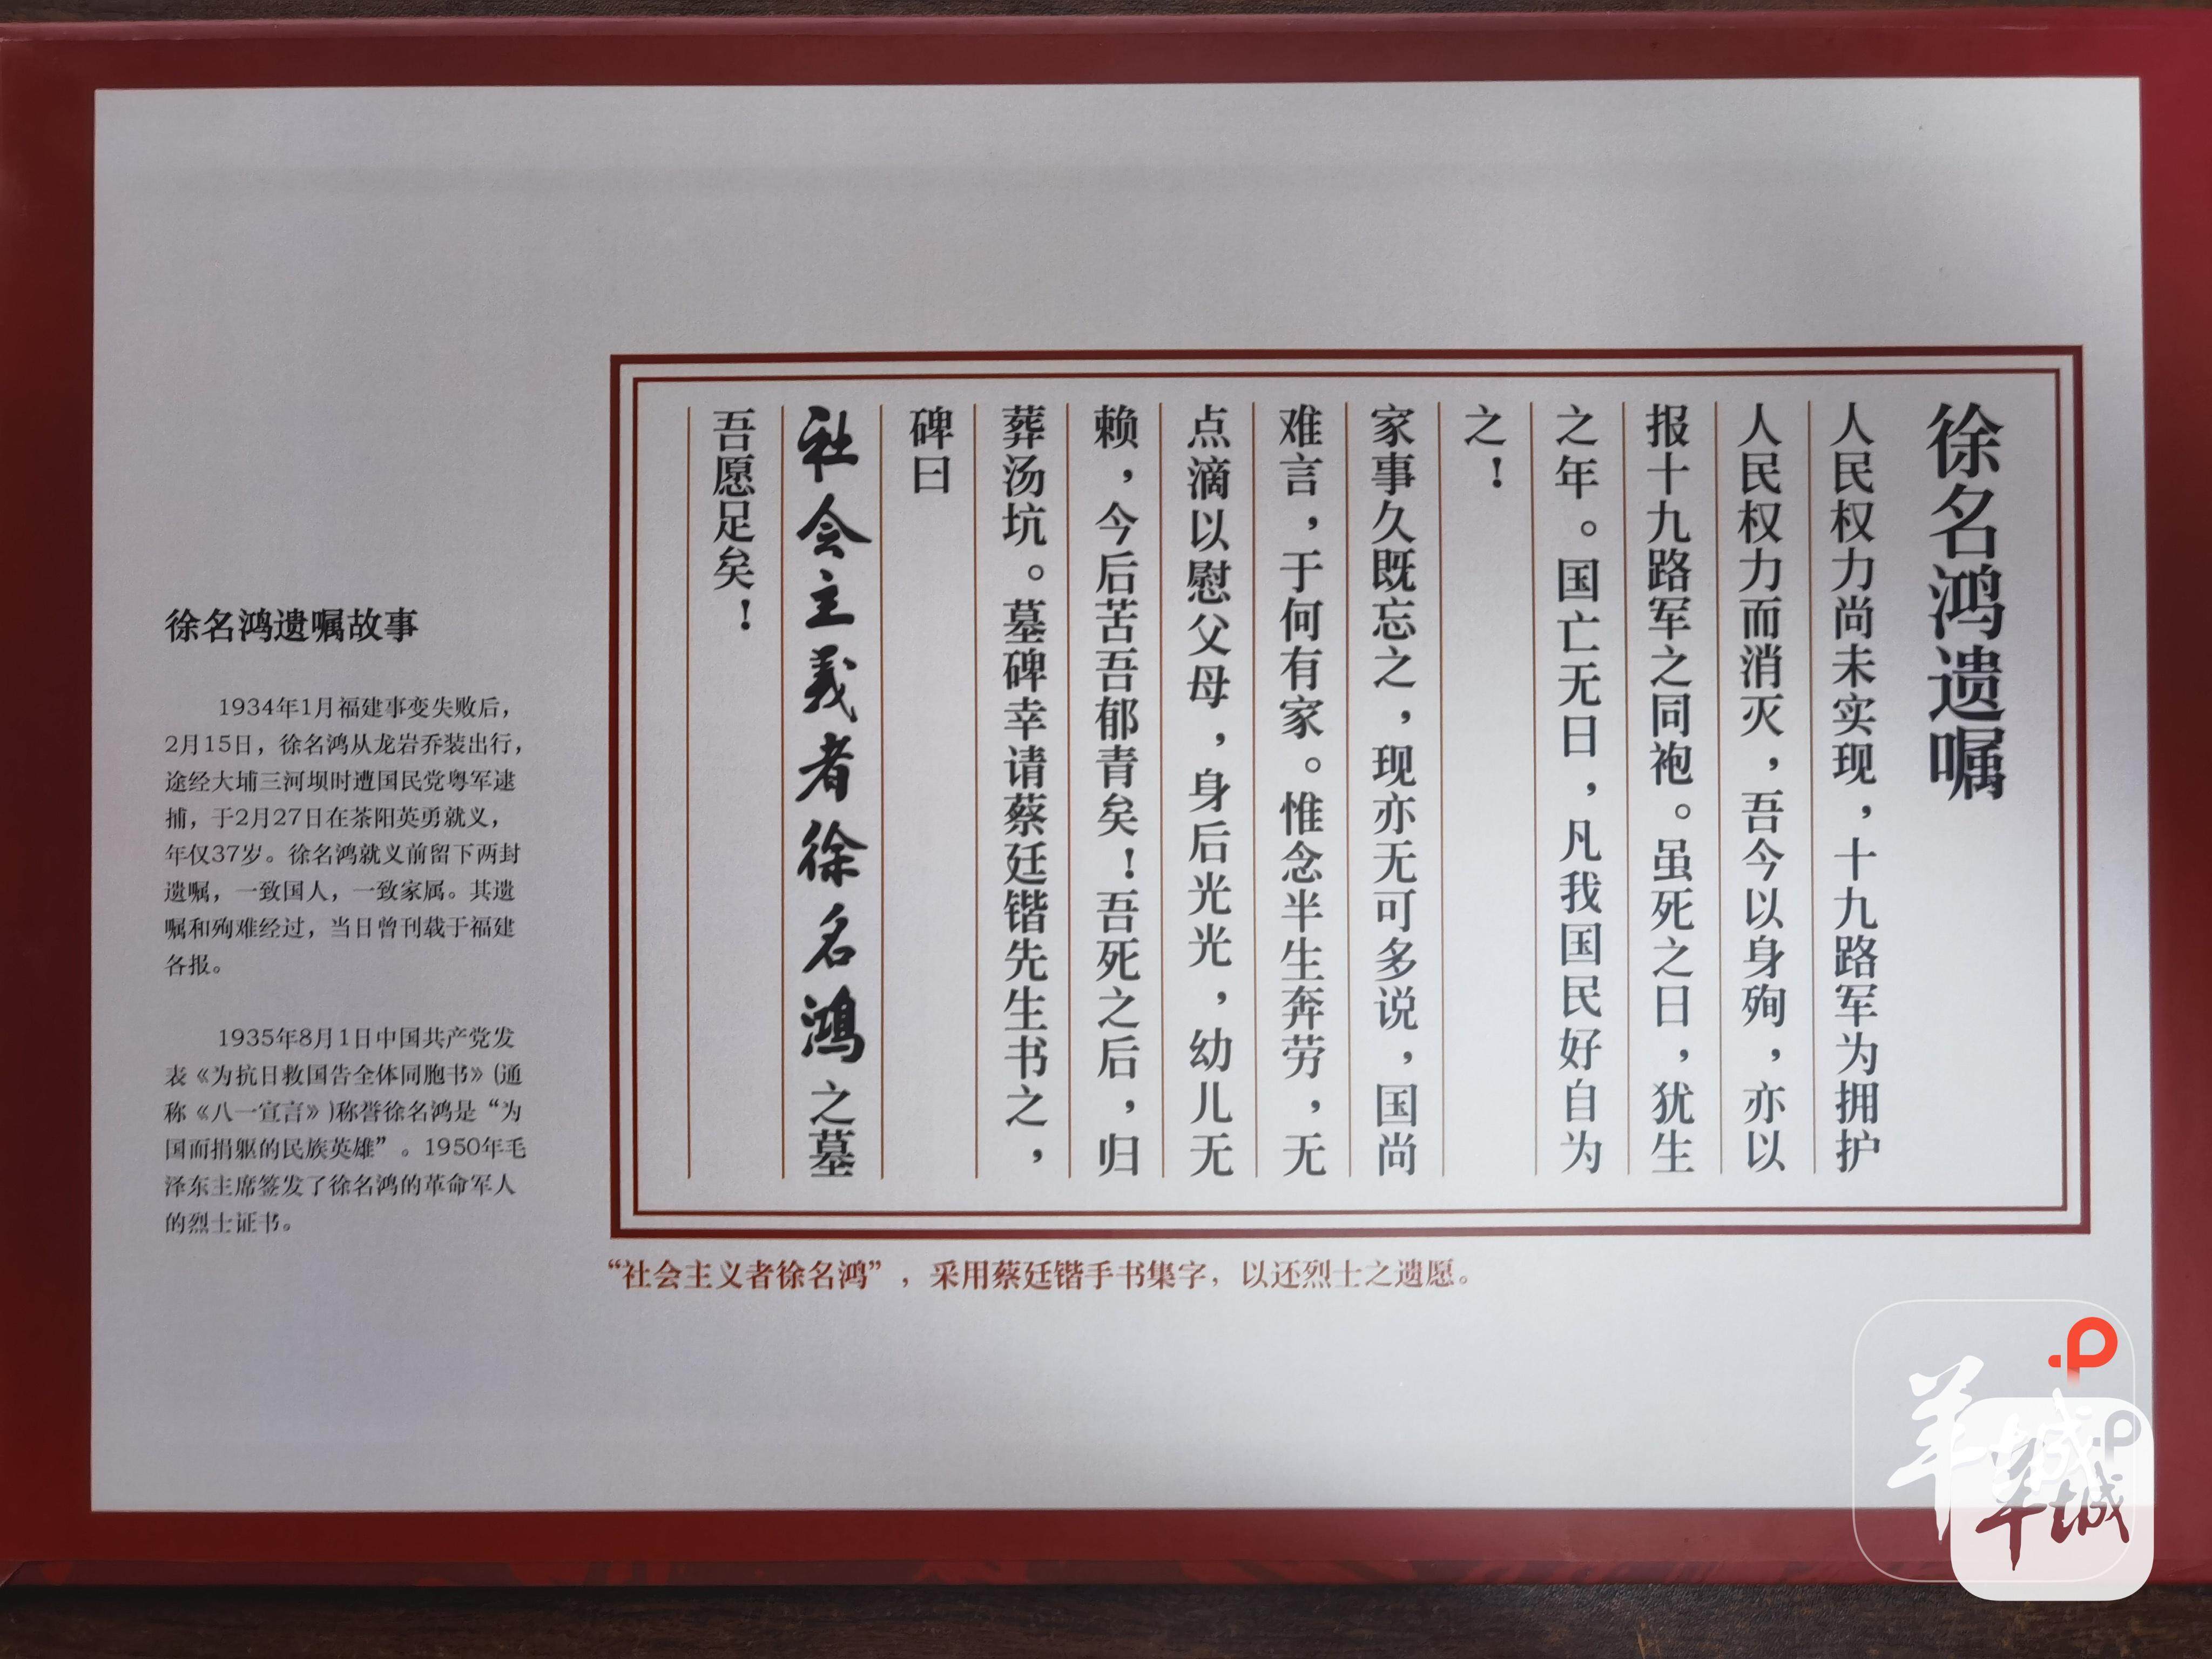 徐名鸿遗嘱
人民权力尚未实现，十九路军为拥护
人民权力而消灭，吾今以身殉，亦以
报十九路军之同袍。虽死之日，犹生
之年。国亡无日，凡我国民好自为
之！
家事久既忘之，现亦无可多说，国尚
难言，于何有家。惟念半生奔劳，无
点滴以慰父母，身后光光，幼儿无
赖，今后苦吾郁青矣！吾死之后，归
葬汤坑。墓碑幸请蔡廷锴先生书之，
碑曰
社会主義者徐名鸿之墓
吾愿足矣！
“社会主义者徐名鸿”，采用蔡廷锴手书集字，以还烈士之遗愿。
徐名鸿遗嘱故事
1934年1月福建事变失败后，
2月15日，徐名鸿从龙岩乔装出行，
途经大埔三河坝时遭国民党粤军逮
捕，于2月27日在茶阳英勇就义，
年仅37岁。徐名鸿就义前留下两封
遗嘱，一致国人，一致家属。其遗
嘱和殉难经过，当日曾刊载于福建
各报。
1935年8月1日中国共产党发
表《为抗日救国告全体同胞书》(通
称《八一宣言》)称誉徐名鸿是“为
国而捐躯的民族英雄”。1950年毛
泽东主席签发了徐名鸿的革命军人
的烈士证书。
羊城
羊城